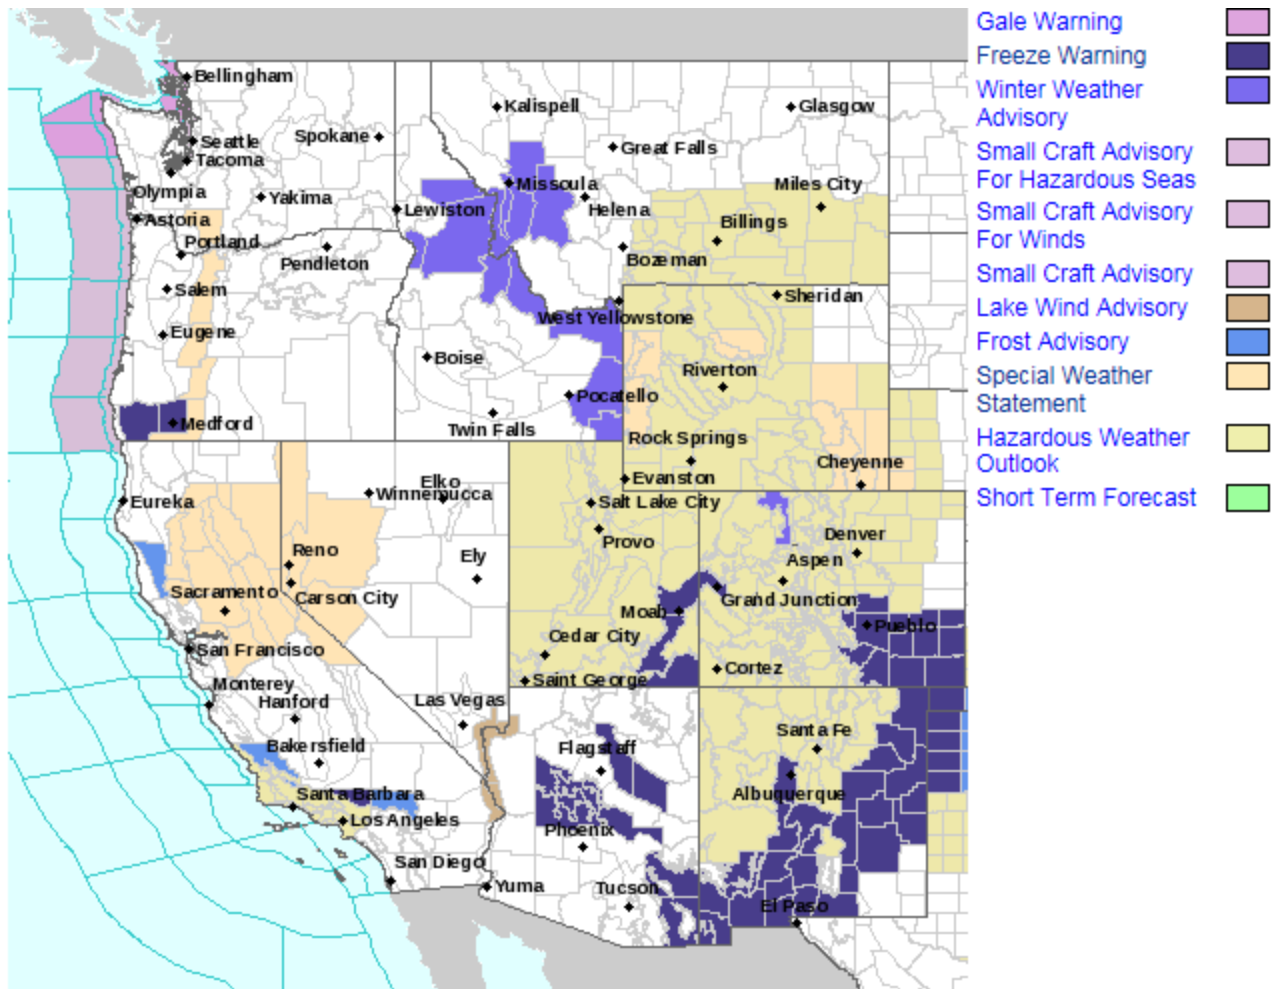 Gale Warning
Freeze Warning
Winter Weather
Advisory
Small Craft Advisory
For Hazardous Seas
Small Craft Advisory
For Winds
Small Craft Advisory
Lake Wind Advisory
Frost Advisory
Special Weather
Statement
Hazardous Weather
Outlook
Short Term Forecast
Bellingham
Kalispell
Glasgow
Spokane
Seattle
Great Falls
Tacoma
Missoula
Miles City
Olympia
Yakima
Lewiston
Helena
Astoria
Billings
Portland
Pendleton
Bozeman
Salem
Sheridan
West Yellowstone
Eugene
Boise
Riverton
Pocatello
Medford
Twin Falls
Rock Springs
Cheyenne
Evanston
Elko
Winnemucca
Eureka
Salt Lake City
Provo
Denver
Reno
Ely
Aspen
Sacramento
Carson City
Grand Junction
Moab
Pueblo
Cedar City
San Francisco
Cortez
Saint George
Monterey
Hanford
Las Vegas
Santa Fe
Bakersfield
Flagstaff
Santa Barbara
Albuquerque
Los Angeles
Phoenix
San Diego
Yuma
Tucson
El Paso